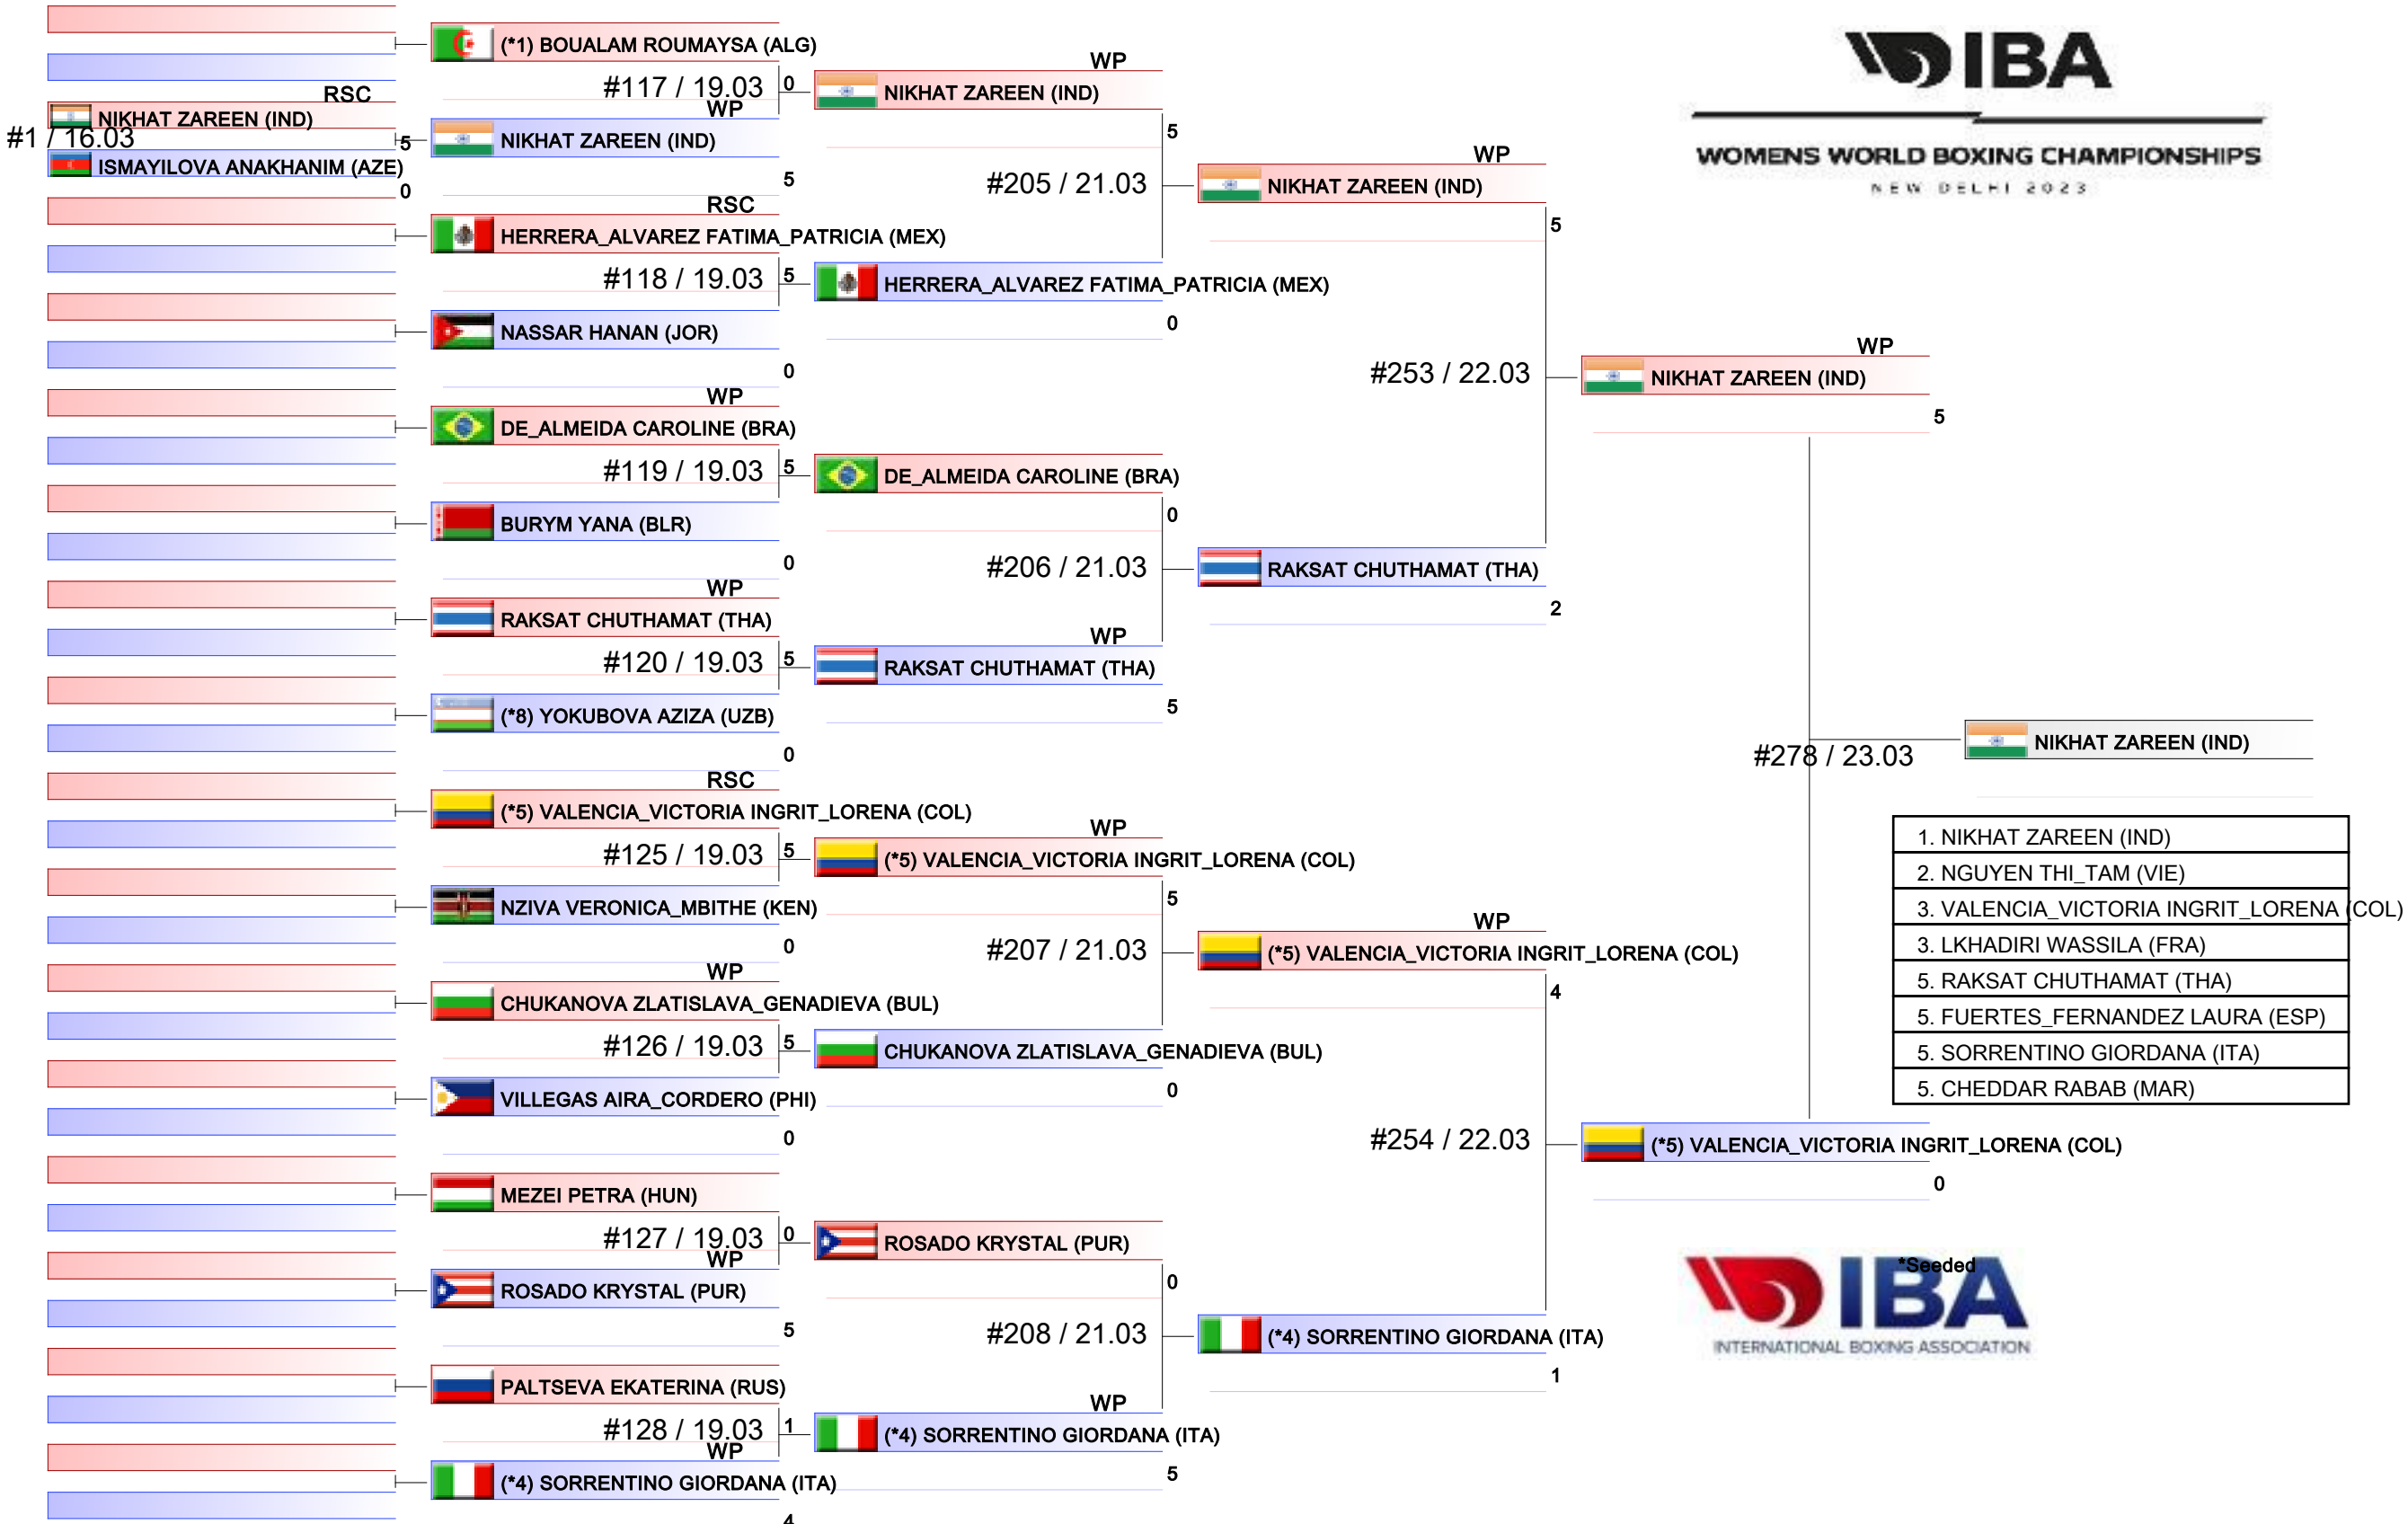 (*1) BOUALAM ROUMAYSA (ALG)
#117 / 19.03
0
WP
NIKHAT ZAREEN (IND)
5
RSC
NIKHAT ZAREEN (IND)
5
#1 / 16.03
ISMAYILOVA ANAKHANIM (AZE)
0
RSC
HERRERA_ALVAREZ FATIMA_PATRICIA (MEX)
#118 / 19.03
5
NASSAR HANAN (JOR)
0
WP
DE_ALMEIDA CAROLINE (BRA)
#119 / 19.03
5
BURYM YANA (BLR)
0
WP
RAKSAT CHUTHAMAT (THA)
#120 / 19.03
5
(*8) YOKUBOVA AZIZA (UZB)
0
RSC
(*5) VALENCIA_VICTORIA INGRIT_LORENA (COL)
#125 / 19.03
5
NZIVA VERONICA_MBITHE (KEN)
0
WP
CHUKANOVA ZLATISLAVA_GENADIEVA (BUL)
#126 / 19.03
5
VILLEGAS AIRA_CORDERO (PHI)
0
MEZEI PETRA (HUN)
#127 / 19.03
0
WP
ROSADO KRYSTAL (PUR)
5
PALTSEVA EKATERINA (RUS)
#128 / 19.03
1
WP
(*4) SORRENTINO GIORDANA (ITA)
4
WP
NIKHAT ZAREEN (IND)
5
#205 / 21.03
HERRERA_ALVAREZ FATIMA_PATRICIA (MEX)
0
DE_ALMEIDA CAROLINE (BRA)
0
#206 / 21.03
WP
RAKSAT CHUTHAMAT (THA)
5
WP
(*5) VALENCIA_VICTORIA INGRIT_LORENA (COL)
5
#207 / 21.03
CHUKANOVA ZLATISLAVA_GENADIEVA (BUL)
0
ROSADO KRYSTAL (PUR)
0
#208 / 21.03
WP
(*4) SORRENTINO GIORDANA (ITA)
5
WP
NIKHAT ZAREEN (IND)
5
#253 / 22.03
RAKSAT CHUTHAMAT (THA)
2
WP
(*5) VALENCIA_VICTORIA INGRIT_LORENA (COL)
4
#254 / 22.03
(*4) SORRENTINO GIORDANA (ITA)
1
WP
NIKHAT ZAREEN (IND)
5
#278 / 23.03
(*5) VALENCIA_VICTORIA INGRIT_LORENA (COL)
0
NIKHAT ZAREEN (IND)
IBA
WOMENS WORLD BOXING CHAMPIONSHIPS
NEW DELHI 2023
1. NIKHAT ZAREEN (IND)
2. NGUYEN THI_TAM (VIE)
3. VALENCIA_VICTORIA INGRIT_LORENA (COL)
3. LKHADIRI WASSILA (FRA)
5. RAKSAT CHUTHAMAT (THA)
5. FUERTES_FERNANDEZ LAURA (ESP)
5. SORRENTINO GIORDANA (ITA)
5. CHEDDAR RABAB (MAR)
*Seeded
IBA
INTERNATIONAL BOXING ASSOCIATION